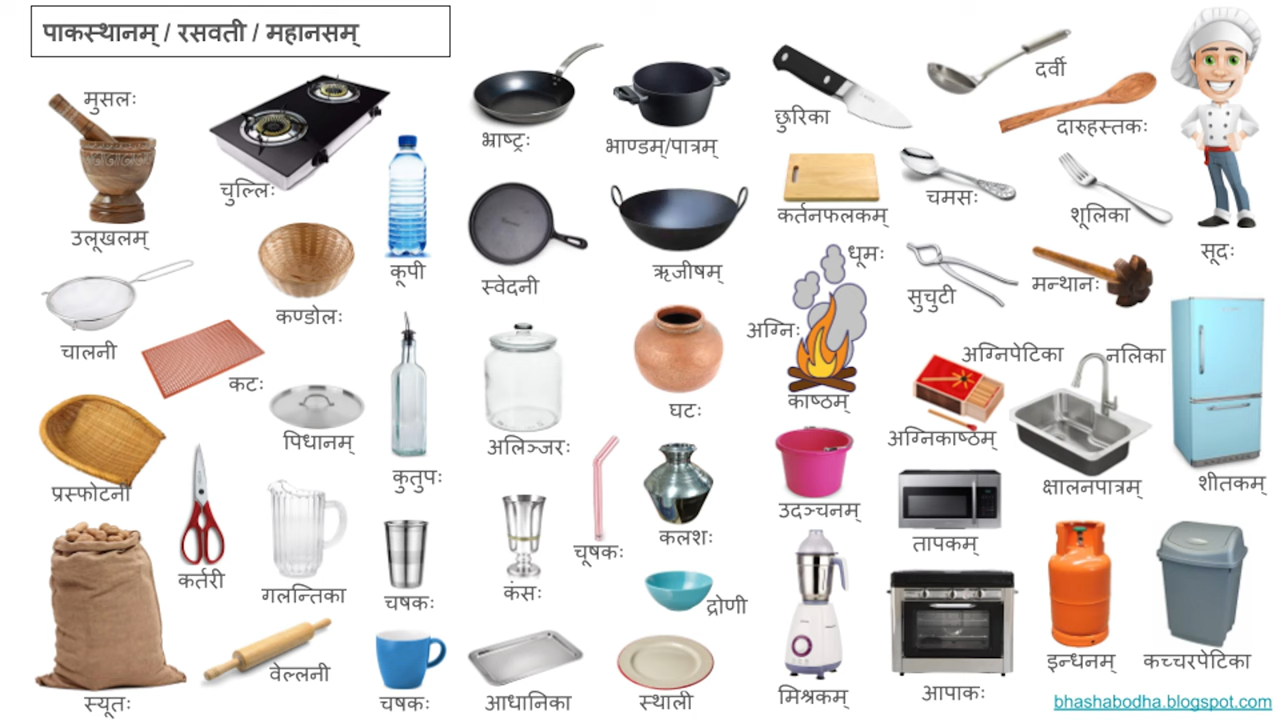 पाकस्थानम् / रसवती / महानसम्
मुसलः
उलूखलम्
चुल्लिः
कूपी
भ्राष्ट्रः
भाण्डम्/पात्रम्
छुरिका
दर्वी
दारुहस्तकः
कर्तनफलकम्
चमसः
शूलिका
सूदः
चालनी
कण्डोलः
स्वेदनी
ऋजीषम्
धूमः
अग्निः
काष्ठम्
सुचुटी
मन्थानः
कटः
पिधानम्
कुतुपः
अलिञ्जरः
घटः
अग्निपेटिका
नलिका
अग्निकाष्ठम्
क्षालनपात्रम्
शीतकम्
प्रस्फोटनी
कर्तरी
गलन्तिका
चषकः
कंसः
चूषकः
कलशः
उदञ्चनम्
तापकम्
द्रोणी
स्यूतः
वेल्लनी
चषकः
आधानिका
स्थाली
मिश्रकम्
आपाकः
इन्धनम्
कच्चरपेटिका
bhashabodha.blogspot.com